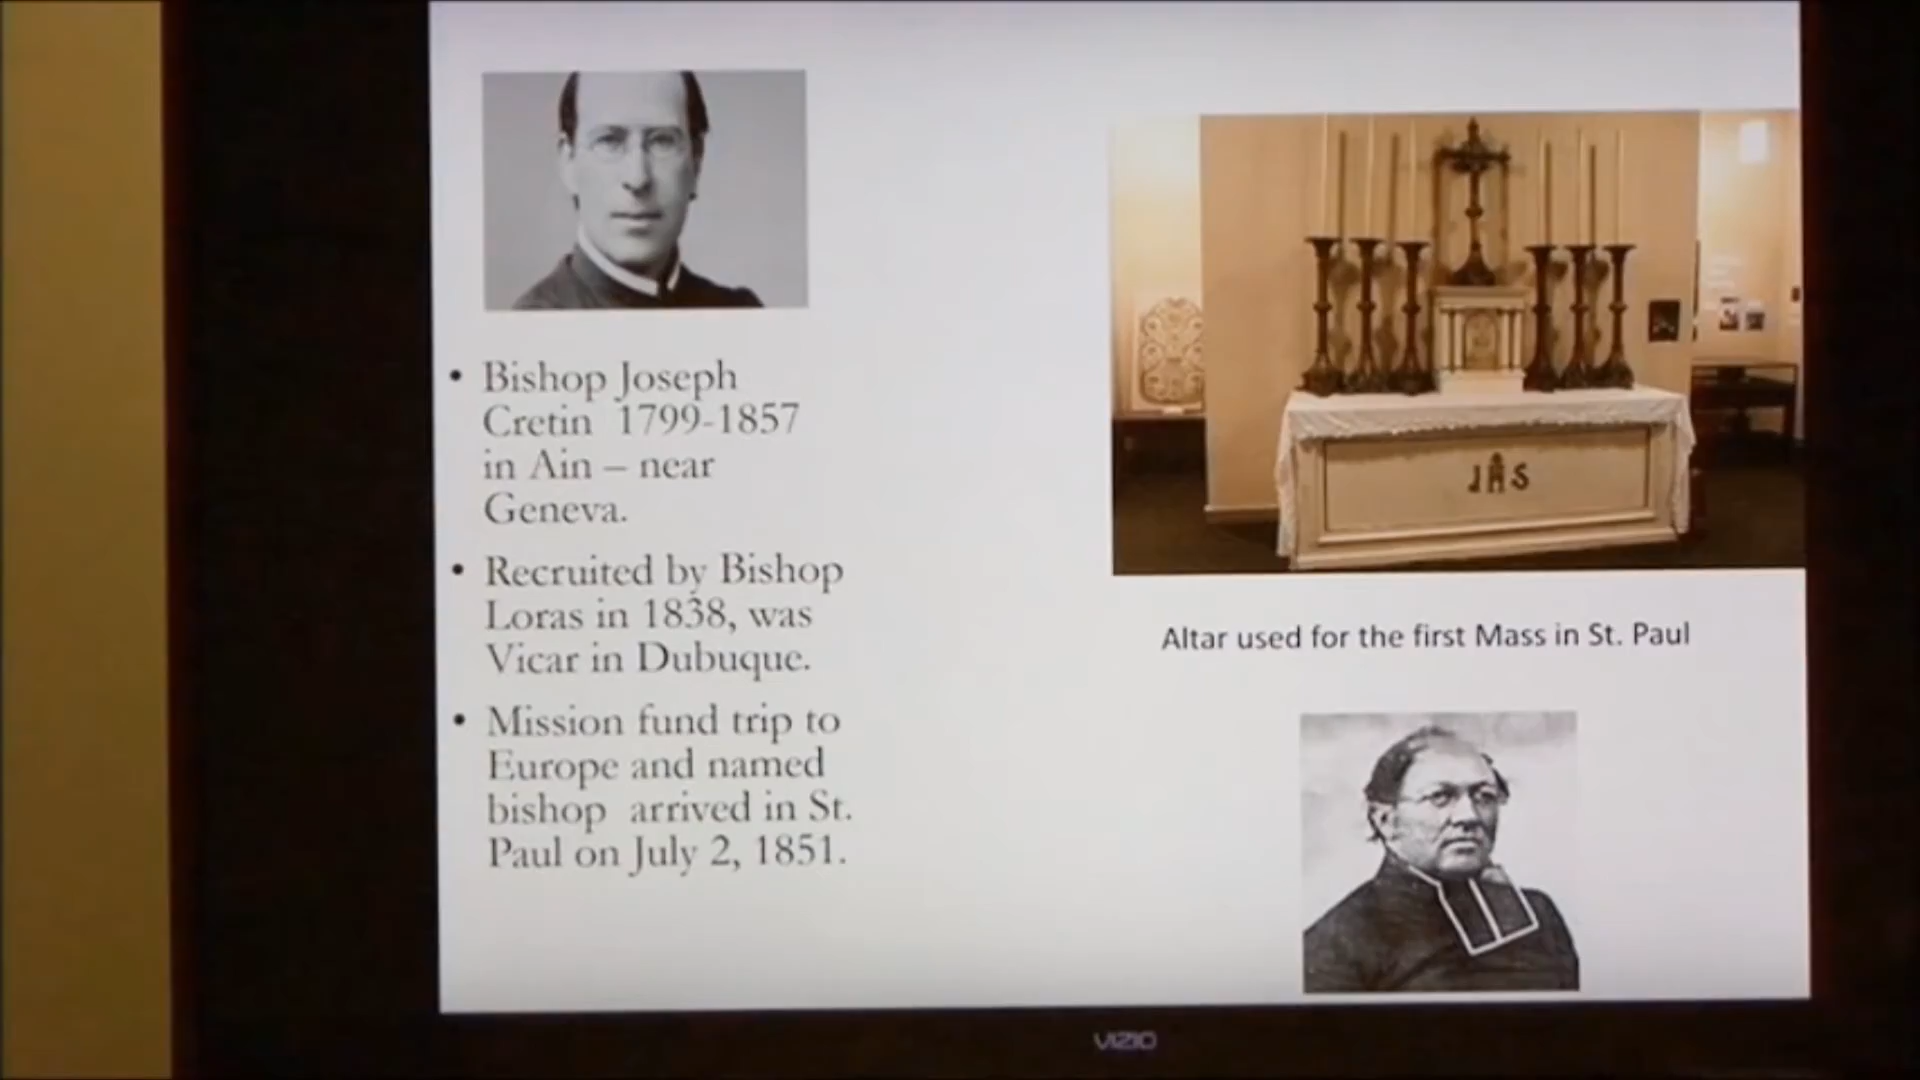 • Bishop Joseph
Cretin 1799-1857
in Ain – near
Geneva.
• Recruited by Bishop
Loras in 1838, was
Vicar in Dubuque.
• Mission fund trip to
Europe and named
bishop arrived in St.
Paul on July 2, 1851.
JHS
Altar used for the first Mass in St. Paul
VIZIO